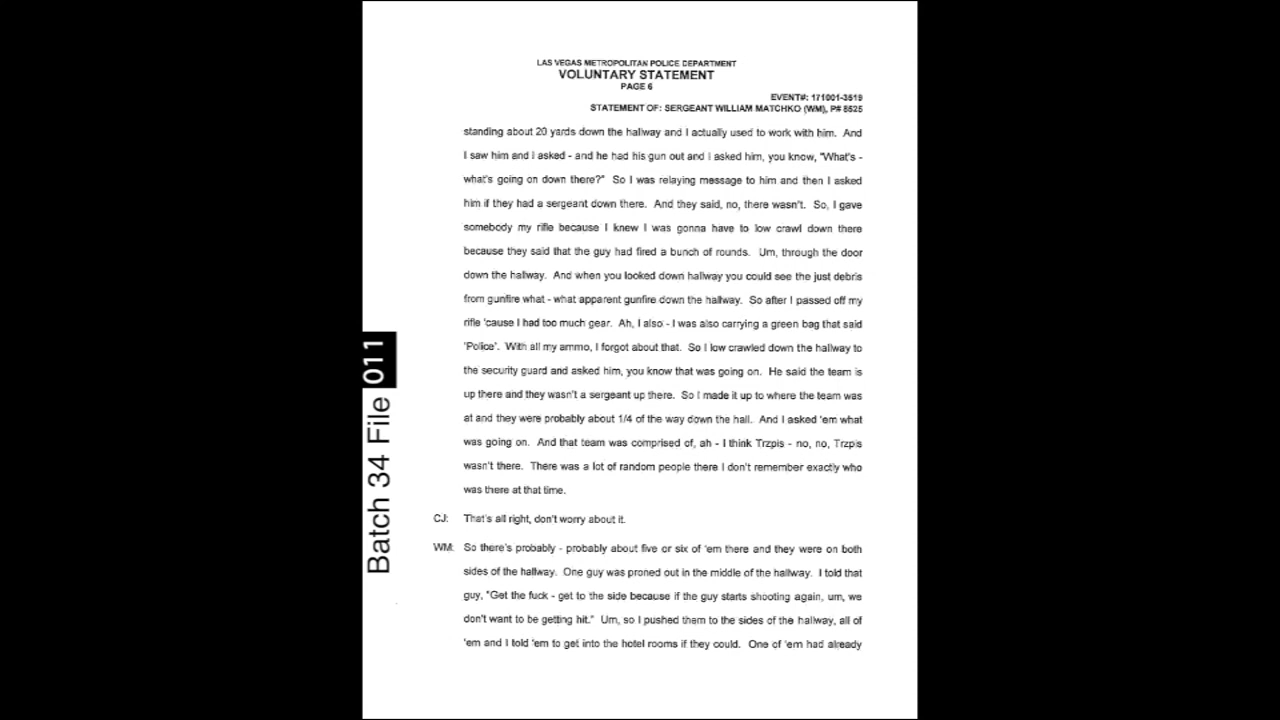 LAS VEGAS METROPOLITAN POLICE DEPARTMENT
VOLUNTARY STATEMENT
PAGE 6
EVENT#: 171001-3519
STATEMENT OF: SERGEANT WILLIAM MATCHKO (WM), P# 8525
standing about 20 yards down the hallway and I actually used to work with him. And
I saw him and I asked - and he had his gun out and I asked him, you know, "What's -
what's going on down there?" So I was relaying message to him and then I asked
him if they had a sergeant down there. And they said, no, there wasn't. So, I gave
somebody my rifle because I knew I was gonna have to low crawl down there
because they said that the guy had fired a bunch of rounds. Um, through the door
down the hallway. And when you looked down hallway you could see the just debris
from gunfire what - what apparent gunfire down the hallway. So after I passed off my
rifle 'cause I had too much gear. Ah, I also - I was also carrying a green bag that said
'Police'. With all my ammo, I forgot about that. So I low crawled down the hallway to
the security guard and asked him, you know that was going on. He said the team is
up there and they wasn't a sergeant up there. So I made it up to where the team was
at and they were probably about 1/4 of the way down the hall. And I asked 'em what
was going on. And that team was comprised of, ah - I think Trzpis - no, no, Trzpis
wasn't there. There was a lot of random people there I don't remember exactly who
was there at that time.
CJ: That's all right, don't worry about it.
WM: So there's probably - probably about five or six of 'em there and they were on both
sides of the hallway. One guy was proned out in the middle of the hallway. I told that
guy, "Get the fuck - get to the side because if the guy starts shooting again, um, we
don't want to be getting hit." Um, so I pushed them to the sides of the hallway, all of
'em and I told 'em to get into the hotel rooms if they could. One of 'em had already
Batch 34 File 011